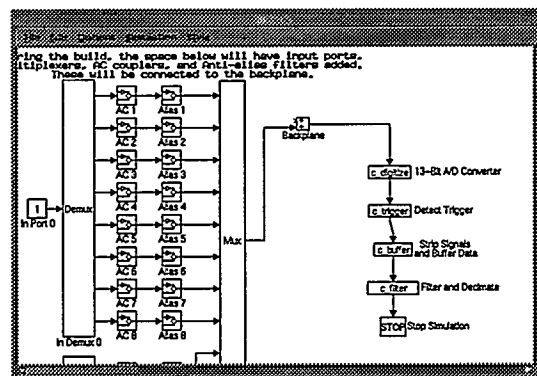 ring the build, the space below will have input ports,
ltiplexers, AC couplers, and Anti-alias filters added.
These will be connected to the backplane.
1
In Port 0
Demux
In Demux 0
AC 1
Alias 1
AC 2
Alias 2
AC 3
Alias 3
AC 4
Alias 4
AC 5
Alias 5
AC 6
Alias 6
AC 7
Alias 7
AC 8
Alias 8
Mux
Backplane
c_digitize
13-Bit A/D Converter
c_trigger
Detect Trigger
c_buffer
Strip Signals
and Buffer Data
c_filter
Filter and Decimate
STOP
Stop Simulation